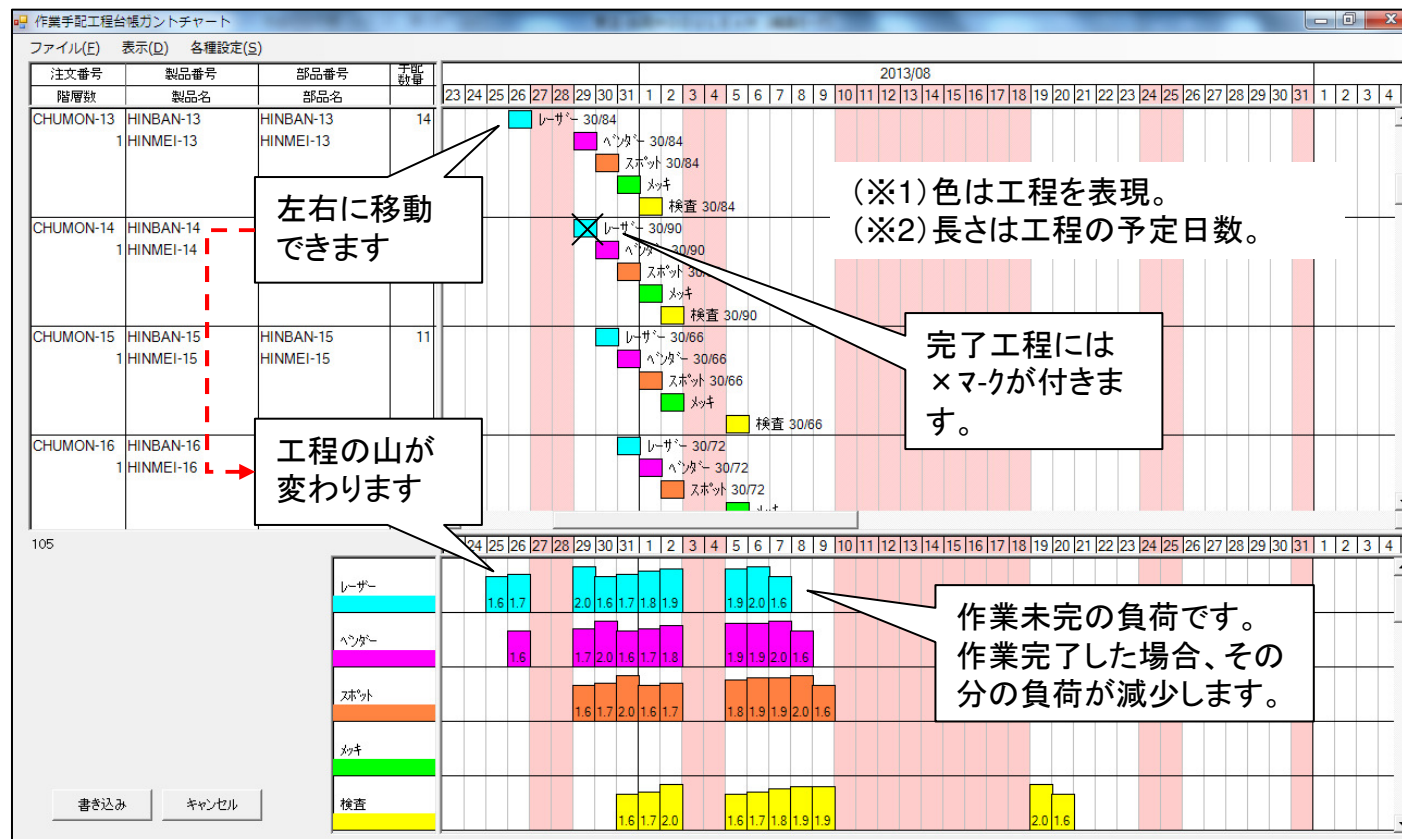 作業手配工程台帳ガントチャート
ファイル(F) 表示(D) 各種設定(S)
注文番号 製品番号 部品番号 手配数量
階層数 製品名 部品名
2013/08
23 24 25 26 27 28 29 30 31 1 2 3 4 5 6 7 8 9 10 11 12 13 14 15 16 17 18 19 20 21 22 23 24 25 26 27 28 29 30 31 1 2 3 4
CHUMON-13 HINBAN-13 HINBAN-13 14
1 HINMEI-13 HINMEI-13
レーザー 30/84
ベンダー 30/84
スポット 30/84
メッキ
検査 30/84
左右に移動
できます
(※1)色は工程を表現。
(※2)長さは工程の予定日数。
CHUMON-14 HINBAN-14
1 HINMEI-14
レーザー 30/90
ベンダー 30/90
スポット
メッキ
検査 30/90
完了工程には
×マークが付きま
す。
CHUMON-15 HINBAN-15 HINBAN-15 11
1 HINMEI-15 HINMEI-15
レーザー 30/66
ベンダー 30/66
スポット 30/66
メッキ
検査 30/66
CHUMON-16 HINBAN-16
1 HINMEI-16
レーザー 30/72
ベンダー 30/72
スポット 30/72
工程の山が
変わります
105
24 25 26 27 28 29 30 31 1 2 3 4 5 6 7 8 9 10 11 12 13 14 15 16 17 18 19 20 21 22 23 24 25 26 27 28 29 30 31 1 2 3 4
レーザー
1.6 1.7 2.0 1.6 1.7 1.8 1.9 1.9 2.0 1.6
ベンダー
1.6 1.7 2.0 1.6 1.7 1.8 1.9 1.9 2.0 1.6
スポット
1.6 1.7 2.0 1.6 1.7 1.8 1.9 1.9 2.0 1.6
メッキ
検査
1.6 1.7 2.0 1.6 1.7 1.8 1.9 1.9 2.0 1.6
作業未完の負荷です。
作業完了した場合、その
分の負荷が減少します。
書き込み キャンセル